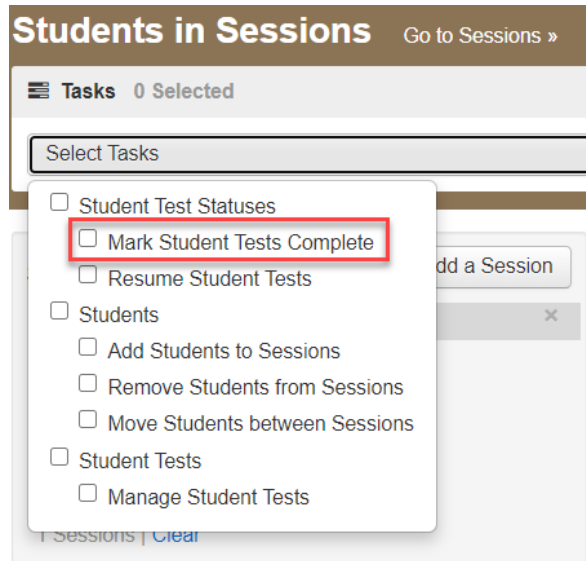 Students in Sessions Go to Sessions »
Tasks 0 Selected
Select Tasks
Student Test Statuses
Mark Student Tests Complete
Resume Student Tests
dd a Session
Students
Add Students to Sessions
Remove Students from Sessions
Move Students between Sessions
Student Tests
Manage Student Tests
1 Sessions | Clear